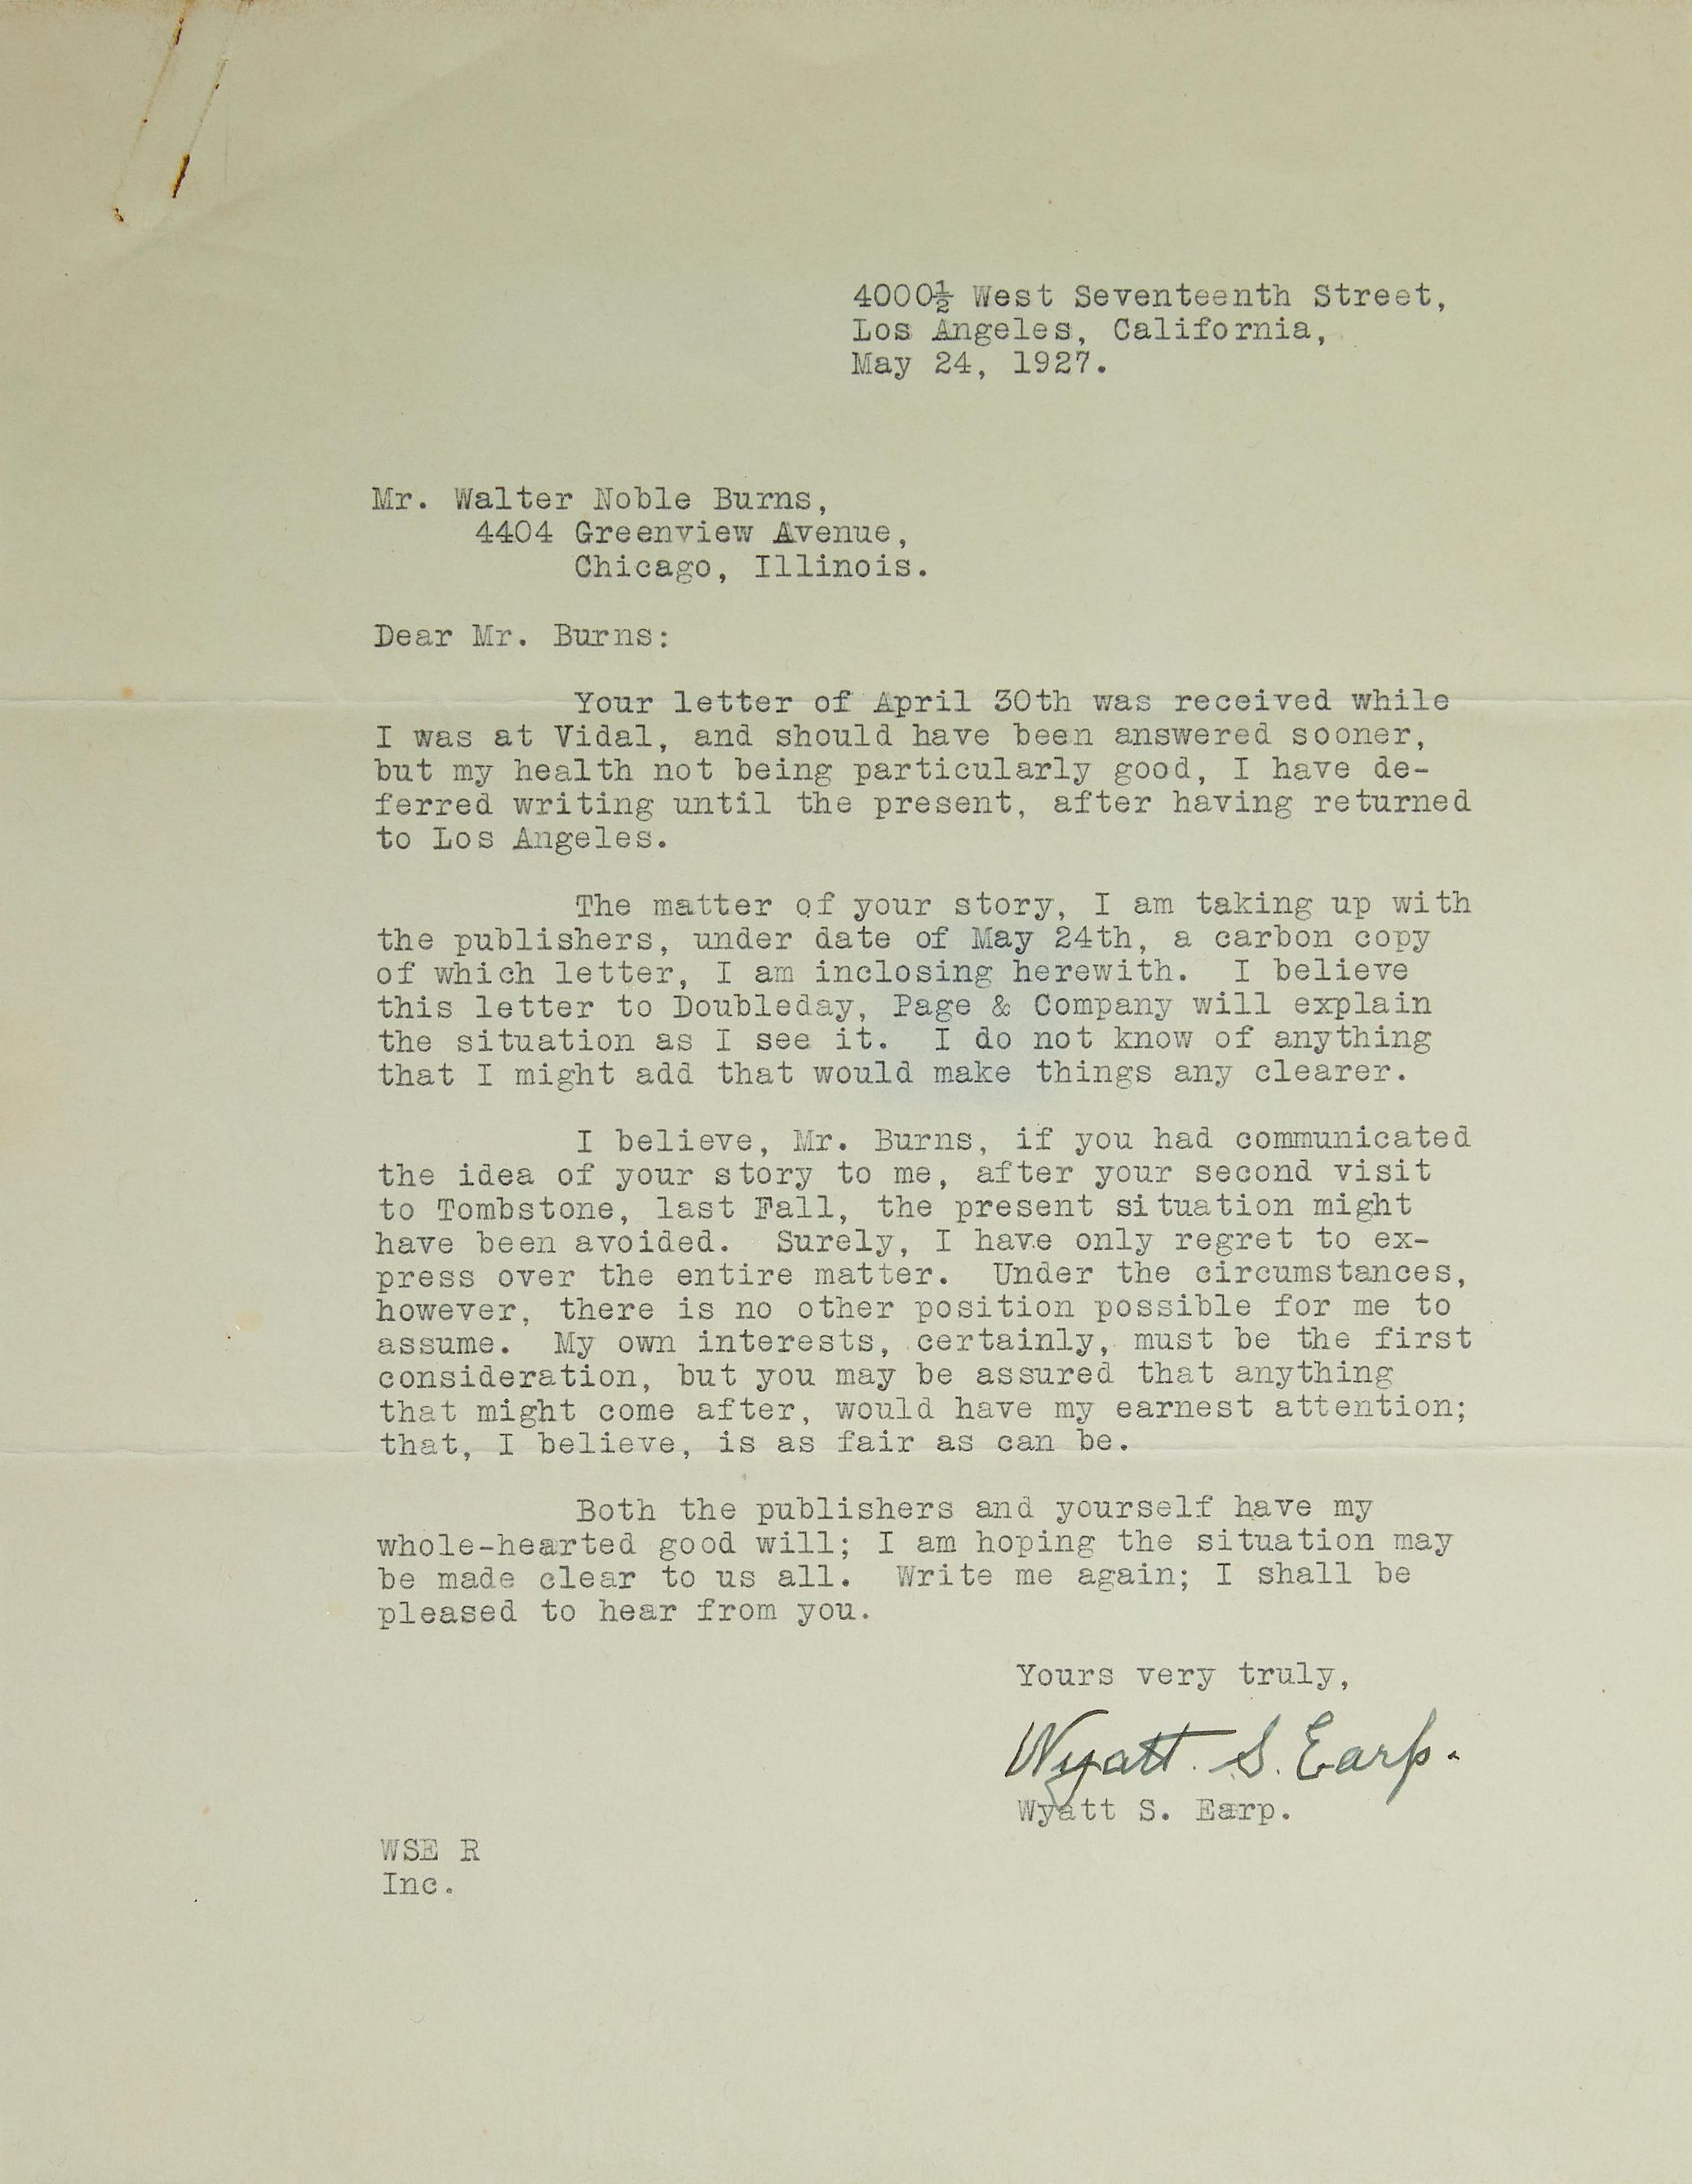 4000½ West Seventeenth Street,
Los Angeles, California,
May 24, 1927.
Mr. Walter Noble Burns,
4404 Greenview Avenue,
Chicago, Illinois.
Dear Mr. Burns:
Your letter of April 30th was received while
I was at Vidal, and should have been answered sooner,
but my health not being particularly good, I have de-
ferred writing until the present, after having returned
to Los Angeles.
The matter of your story, I am taking up with
the publishers, under date of May 24th, a carbon copy
of which letter, I am inclosing herewith. I believe
this letter to Doubleday, Page & Company will explain
the situation as I see it. I do not know of anything
that I might add that would make things any clearer.
I believe, Mr. Burns, if you had communicated
the idea of your story to me, after your second visit
to Tombstone, last Fall, the present situation might
have been avoided. Surely, I have only regret to ex-
press over the entire matter. Under the circumstances,
however, there is no other position possible for me to
assume. My own interests, certainly, must be the first
consideration, but you may be assured that anything
that might come after, would have my earnest attention;
that, I believe, is as fair as can be.
Both the publishers and yourself have my
whole-hearted good will; I am hoping the situation may
be made clear to us all. Write me again; I shall be
pleased to hear from you.
Yours very truly,
Wyatt. S. Earp.
Wyatt S. Earp.
WSE R
Inc.